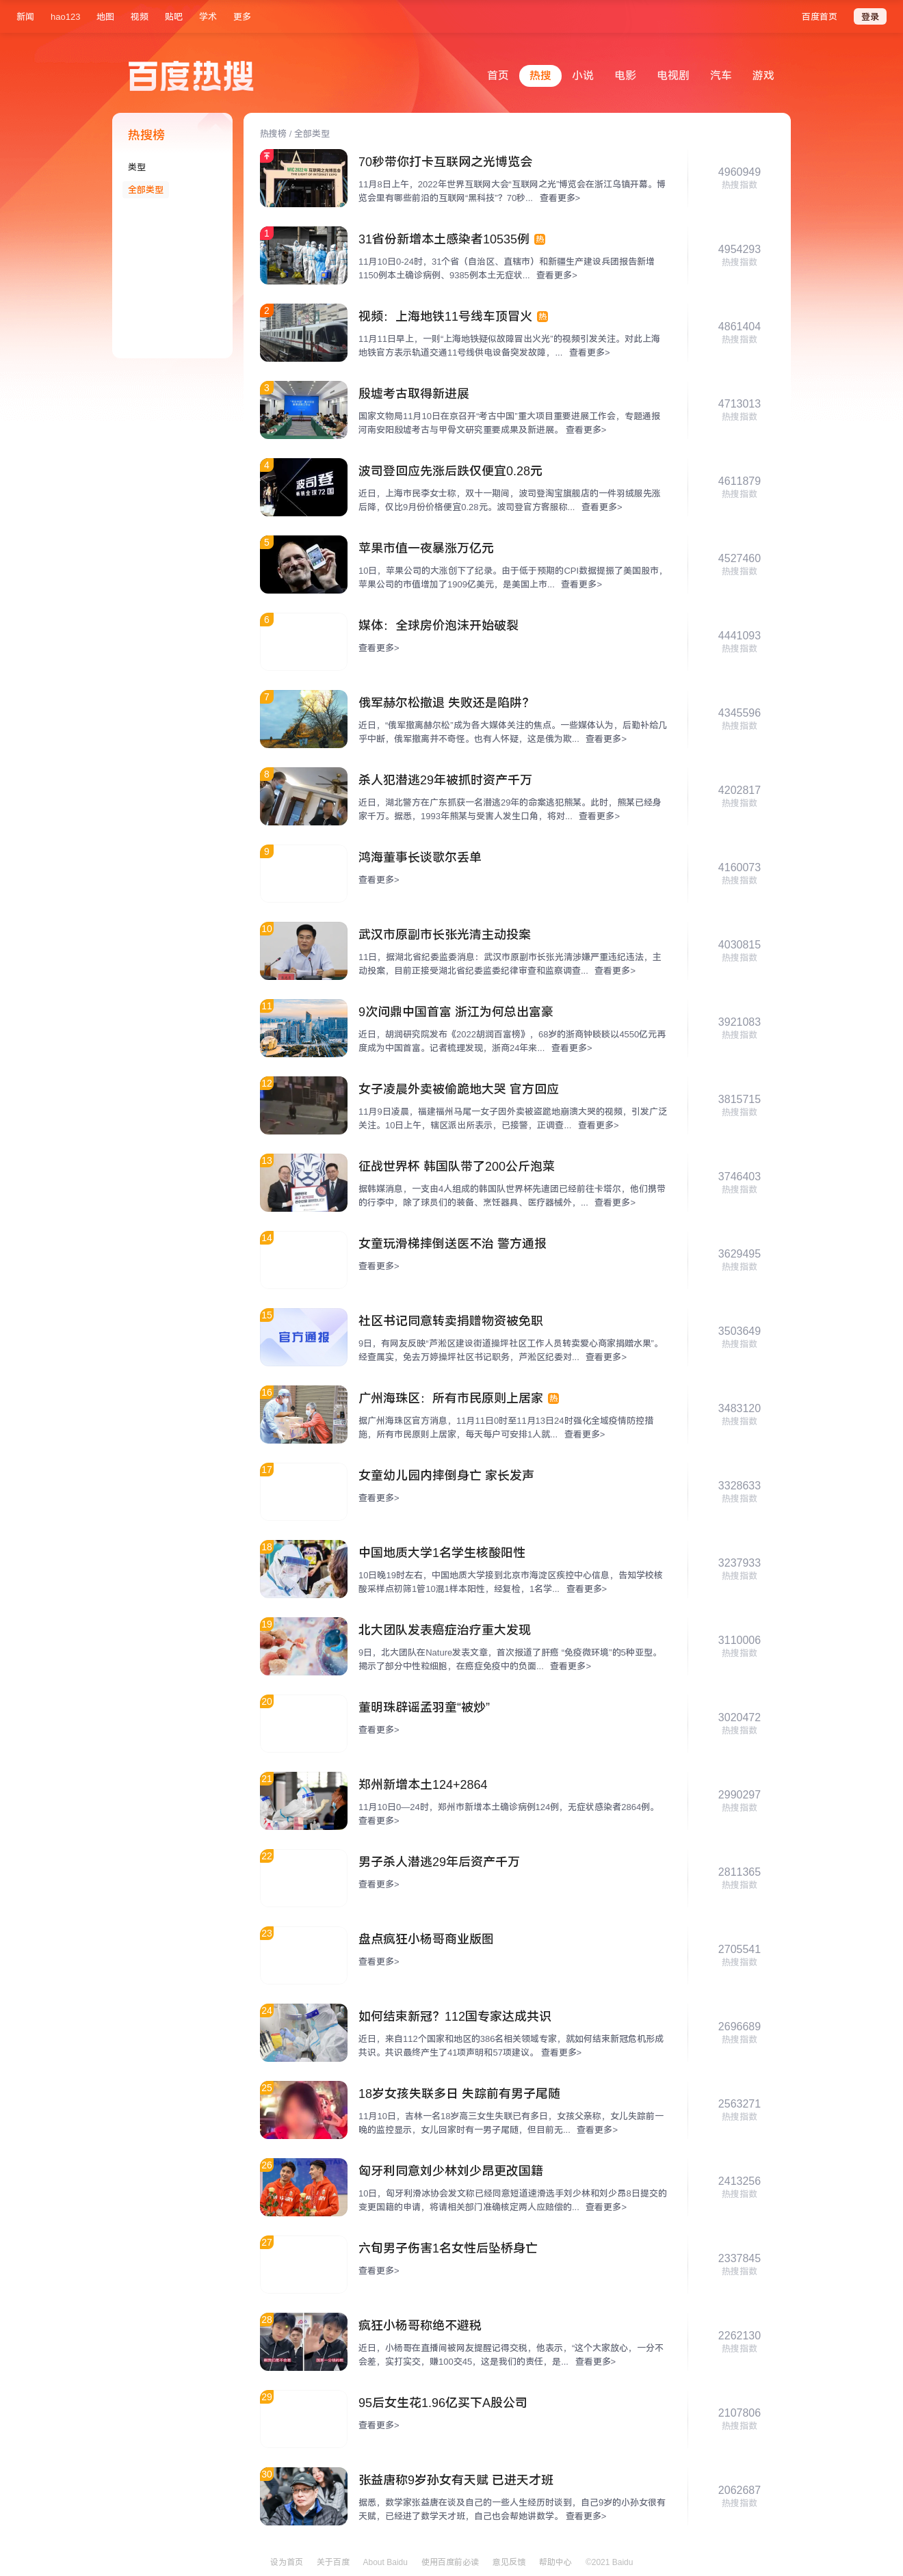 新闻 hao123 地图 视频 贴吧 学术 更多 百度首页 登录
百度热搜
首页 热搜 小说 电影 电视剧 汽车 游戏
热搜榜
类型
全部类型
热搜榜 / 全部类型
70秒带你打卡互联网之光博览会
11月8日上午，2022年世界互联网大会“互联网之光”博览会在浙江乌镇开幕。博
览会里有哪些前沿的互联网“黑科技”？70秒... 查看更多>
4960949
热搜指数
1
31省份新增本土感染者10535例 热
11月10日0-24时，31个省（自治区、直辖市）和新疆生产建设兵团报告新增
1150例本土确诊病例、9385例本土无症状... 查看更多>
4954293
热搜指数
2
视频：上海地铁11号线车顶冒火 热
11月11日早上，一则“上海地铁疑似故障冒出火光”的视频引发关注。对此上海
地铁官方表示轨道交通11号线供电设备突发故障，... 查看更多>
4861404
热搜指数
3
殷墟考古取得新进展
国家文物局11月10日在京召开“考古中国”重大项目重要进展工作会，专题通报
河南安阳殷墟考古与甲骨文研究重要成果及新进展。 查看更多>
4713013
热搜指数
4
波司登
畅销全球72国
波司登回应先涨后跌仅便宜0.28元
近日，上海市民李女士称，双十一期间，波司登淘宝旗舰店的一件羽绒服先涨
后降，仅比9月份价格便宜0.28元。波司登官方客服称... 查看更多>
4611879
热搜指数
5
苹果市值一夜暴涨万亿元
10日，苹果公司的大涨创下了纪录。由于低于预期的CPI数据提振了美国股市，
苹果公司的市值增加了1909亿美元，是美国上市... 查看更多>
4527460
热搜指数
6
媒体：全球房价泡沫开始破裂
查看更多>
4441093
热搜指数
7
俄军赫尔松撤退 失败还是陷阱？
近日，“俄军撤离赫尔松”成为各大媒体关注的焦点。一些媒体认为，后勤补给几
乎中断，俄军撤离并不奇怪。也有人怀疑，这是俄为欺... 查看更多>
4345596
热搜指数
8
杀人犯潜逃29年被抓时资产千万
近日，湖北警方在广东抓获一名潜逃29年的命案逃犯熊某。此时，熊某已经身
家千万。据悉，1993年熊某与受害人发生口角，将对... 查看更多>
4202817
热搜指数
9
鸿海董事长谈歌尔丢单
查看更多>
4160073
热搜指数
10
武汉市原副市长张光清主动投案
11日，据湖北省纪委监委消息：武汉市原副市长张光清涉嫌严重违纪违法，主
动投案，目前正接受湖北省纪委监委纪律审查和监察调查... 查看更多>
4030815
热搜指数
11
9次问鼎中国首富 浙江为何总出富豪
近日，胡润研究院发布《2022胡润百富榜》，68岁的浙商钟睒睒以4550亿元再
度成为中国首富。记者梳理发现，浙商24年来... 查看更多>
3921083
热搜指数
12
女子凌晨外卖被偷跪地大哭 官方回应
11月9日凌晨，福建福州马尾一女子因外卖被盗跪地崩溃大哭的视频，引发广泛
关注。10日上午，辖区派出所表示，已接警，正调查... 查看更多>
3815715
热搜指数
13
征战世界杯 韩国队带了200公斤泡菜
据韩媒消息，一支由4人组成的韩国队世界杯先遣团已经前往卡塔尔，他们携带
的行李中，除了球员们的装备、烹饪器具、医疗器械外，... 查看更多>
3746403
热搜指数
14
女童玩滑梯摔倒送医不治 警方通报
查看更多>
3629495
热搜指数
15
官方通报
社区书记同意转卖捐赠物资被免职
9日，有网友反映“芦淞区建设街道操坪社区工作人员转卖爱心商家捐赠水果”。
经查属实，免去万婷操坪社区书记职务，芦淞区纪委对... 查看更多>
3503649
热搜指数
16
广州海珠区：所有市民原则上居家 热
据广州海珠区官方消息，11月11日0时至11月13日24时强化全域疫情防控措
施，所有市民原则上居家，每天每户可安排1人就... 查看更多>
3483120
热搜指数
17
女童幼儿园内摔倒身亡 家长发声
查看更多>
3328633
热搜指数
18
中国地质大学1名学生核酸阳性
10日晚19时左右，中国地质大学接到北京市海淀区疾控中心信息，告知学校核
酸采样点初筛1管10混1样本阳性，经复检，1名学... 查看更多>
3237933
热搜指数
19
北大团队发表癌症治疗重大发现
9日，北大团队在Nature发表文章，首次报道了肝癌 “免疫微环境”的5种亚型。
揭示了部分中性粒细胞，在癌症免疫中的负面... 查看更多>
3110006
热搜指数
20
董明珠辟谣孟羽童“被炒”
查看更多>
3020472
热搜指数
21
郑州新增本土124+2864
11月10日0—24时，郑州市新增本土确诊病例124例，无症状感染者2864例。
查看更多>
2990297
热搜指数
22
男子杀人潜逃29年后资产千万
查看更多>
2811365
热搜指数
23
盘点疯狂小杨哥商业版图
查看更多>
2705541
热搜指数
24
如何结束新冠？112国专家达成共识
近日，来自112个国家和地区的386名相关领域专家，就如何结束新冠危机形成
共识。共识最终产生了41项声明和57项建议。 查看更多>
2696689
热搜指数
25
18岁女孩失联多日 失踪前有男子尾随
11月10日，吉林一名18岁高三女生失联已有多日，女孩父亲称，女儿失踪前一
晚的监控显示，女儿回家时有一男子尾随，但目前无... 查看更多>
2563271
热搜指数
26
匈牙利同意刘少林刘少昂更改国籍
10日，匈牙利滑冰协会发文称已经同意短道速滑选手刘少林和刘少昂8日提交的
变更国籍的申请，将请相关部门准确核定两人应赔偿的... 查看更多>
2413256
热搜指数
27
六旬男子伤害1名女性后坠桥身亡
查看更多>
2337845
热搜指数
28
疯狂小杨哥称绝不避税
近日，小杨哥在直播间被网友提醒记得交税，他表示，“这个大家放心，一分不
会差，实打实交，赚100交45，这是我们的责任，是... 查看更多>
2262130
热搜指数
29
95后女生花1.96亿买下A股公司
查看更多>
2107806
热搜指数
30
张益唐称9岁孙女有天赋 已进天才班
据悉，数学家张益唐在谈及自己的一些人生经历时谈到，自己9岁的小孙女很有
天赋，已经进了数学天才班，自己也会帮她讲数学。 查看更多>
2062687
热搜指数
设为首页 关于百度 About Baidu 使用百度前必读 意见反馈 帮助中心 ©2021 Baidu